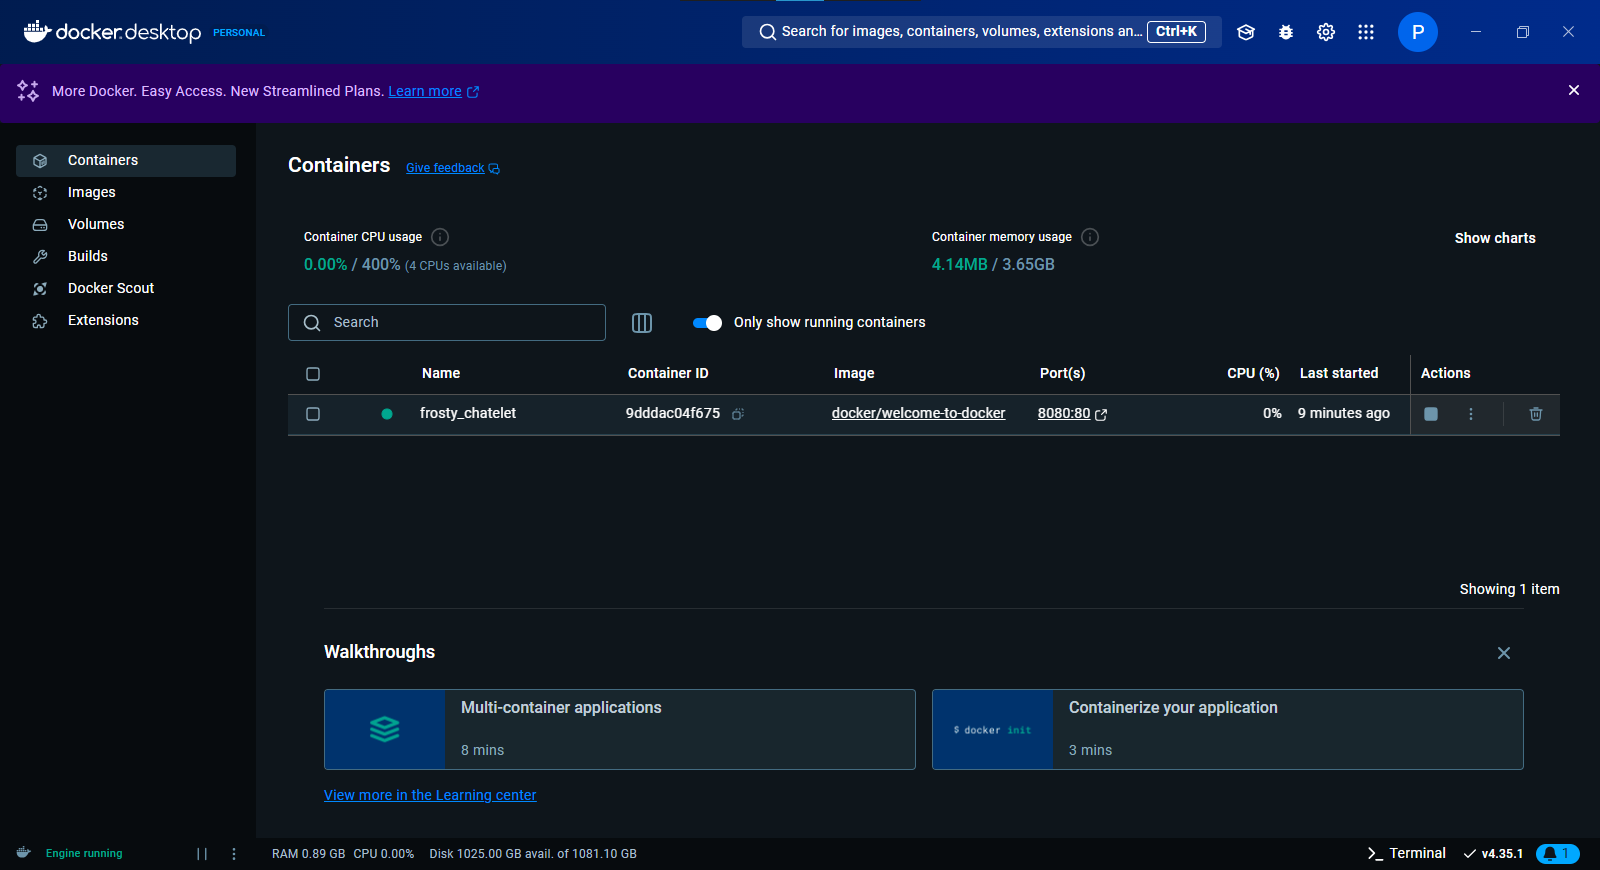 docker.desktop PERSONAL
Search for images, containers, volumes, extensions an... Ctrl+K
P
More Docker. Easy Access. New Streamlined Plans. Learn more
Containers
Images
Volumes
Builds
Docker Scout
Extensions
Containers Give feedback
Container CPU usage
0.00% / 400% (4 CPUs available)
Container memory usage
4.14MB / 3.65GB
Show charts
Search
Only show running containers
Name Container ID Image Port(s) CPU (%) Last started Actions
frosty_chatelet 9dddac04f675 docker/welcome-to-docker 8080:80 0% 9 minutes ago
Showing 1 item
Walkthroughs
Multi-container applications
8 mins
$ docker init
Containerize your application
3 mins
View more in the Learning center
Engine running
RAM 0.89 GB CPU 0.00% Disk 1025.00 GB avail. of 1081.10 GB
Terminal v4.35.1 1